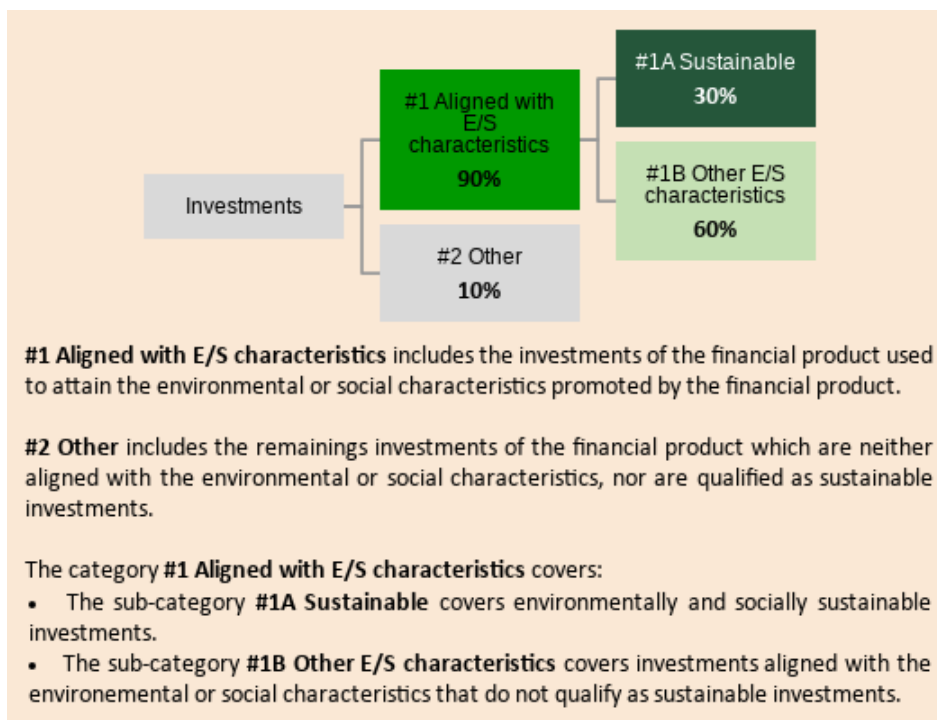 #1A Sustainable
30%
#1 Aligned with
E/S
characteristics
90%
#1B Other E/S
characteristics
60%
Investments
#2 Other
10%
#1 Aligned with E/S characteristics includes the investments of the financial product used
to attain the environmental or social characteristics promoted by the financial product.
#2 Other includes the remainings investments of the financial product which are neither
aligned with the environmental or social characteristics, nor are qualified as sustainable
investments.
The category #1 Aligned with E/S characteristics covers:
• The sub-category #1A Sustainable covers environmentally and socially sustainable
investments.
• The sub-category #1B Other E/S characteristics covers investments aligned with the
environemental or social characteristics that do not qualify as sustainable investments.